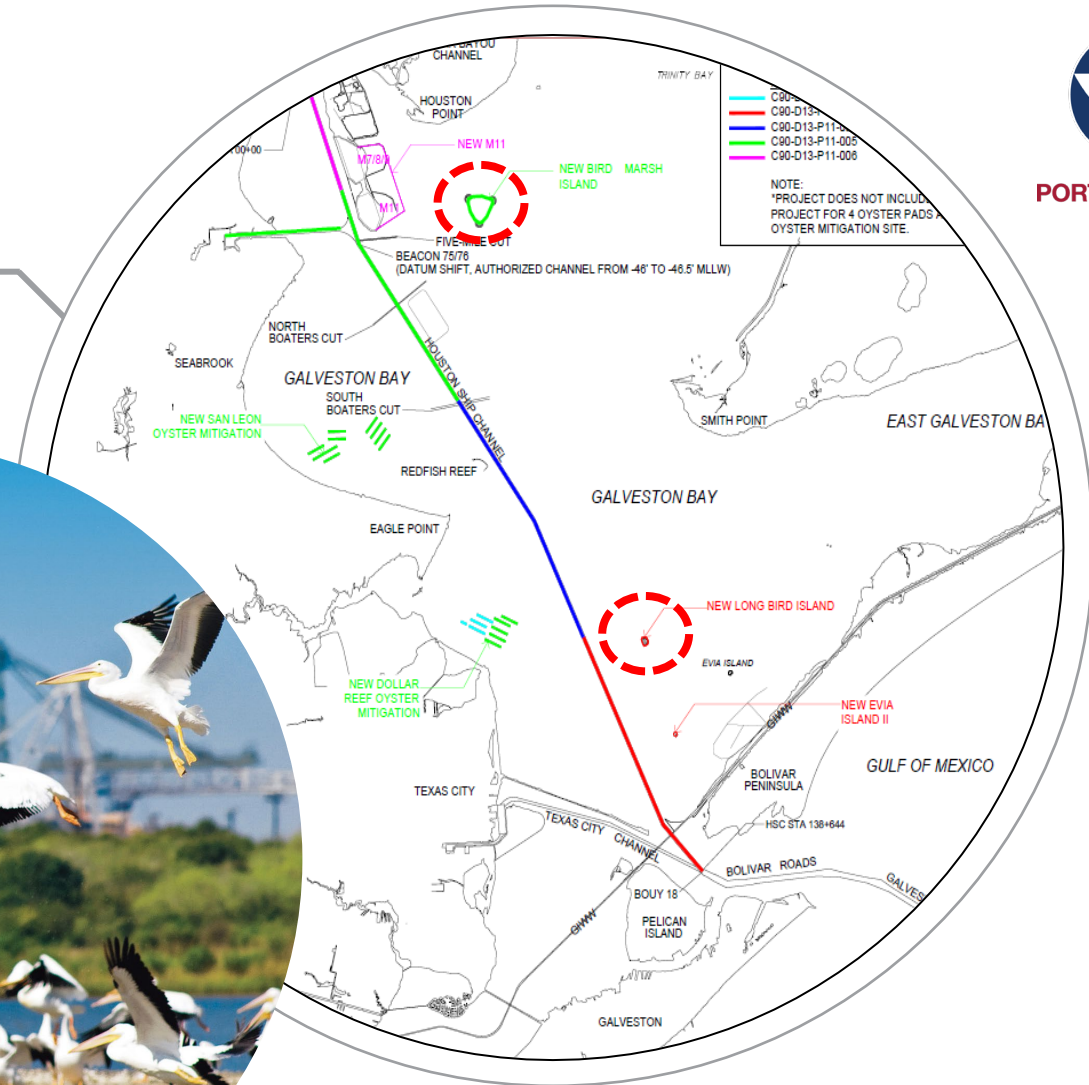 CHANNEL
HOUSTON
POINT
TRINITY BAY
C90-D13-P11-005
C90-D13-P11-006
NOTE:
PROJECT FOR 4 OYSTER PADS
OYSTER MITIGATION SITE.
PORT
NEW M11
M7/8/9
M11
NEW BIRD MARSH
ISLAND
FIVE-MILE CUT
BEACON 75/76
(DATUM SHIFT, AUTHORIZED CHANNEL FROM -46' TO -46.5' MLLW)
NORTH
BOATERS CUT
SEABROOK
GALVESTON BAY
HOUSTON SHIP CHANNEL
SOUTH
BOATERS CUT
NEW SAN LEON
OYSTER MITIGATION
SMITH POINT
EAST GALVESTON BA
REDFISH REEF
GALVESTON BAY
EAGLE POINT
NEW LONG BIRD ISLAND
EVIA ISLAND
NEW DOLLAR
REEF OYSTER
MITIGATION
NEW EVIA
ISLAND II
GIWW
GULF OF MEXICO
BOLIVAR
PENINSULA
TEXAS CITY
TEXAS CITY CHANNEL
HSC STA 138+644
BOLIVAR ROADS
GALVES
BOUY 18
PELICAN
ISLAND
GIWW
GALVESTON